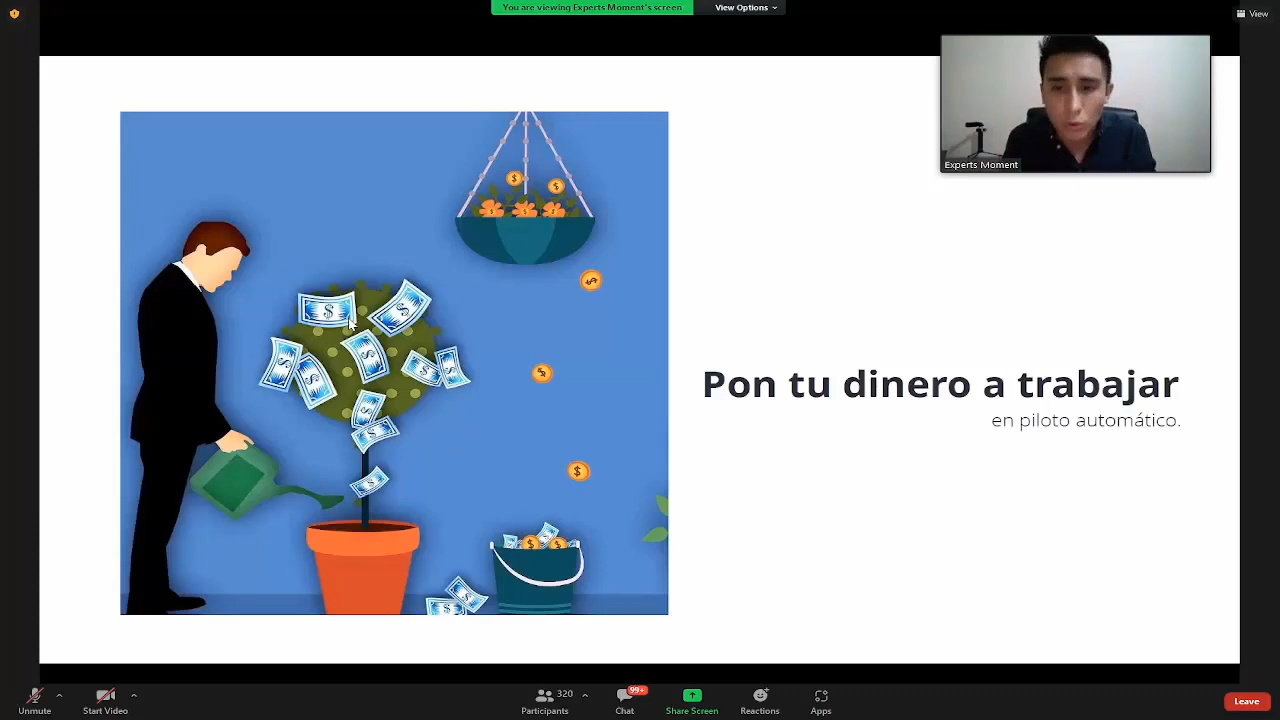 You are viewing Experts Moment's screen
View Options
View
Experts Moment
Pon tu dinero a trabajar
en piloto automático.
Unmute
Start Video
320
Participants
99+
Chat
Share Screen
Reactions
Apps
Leave